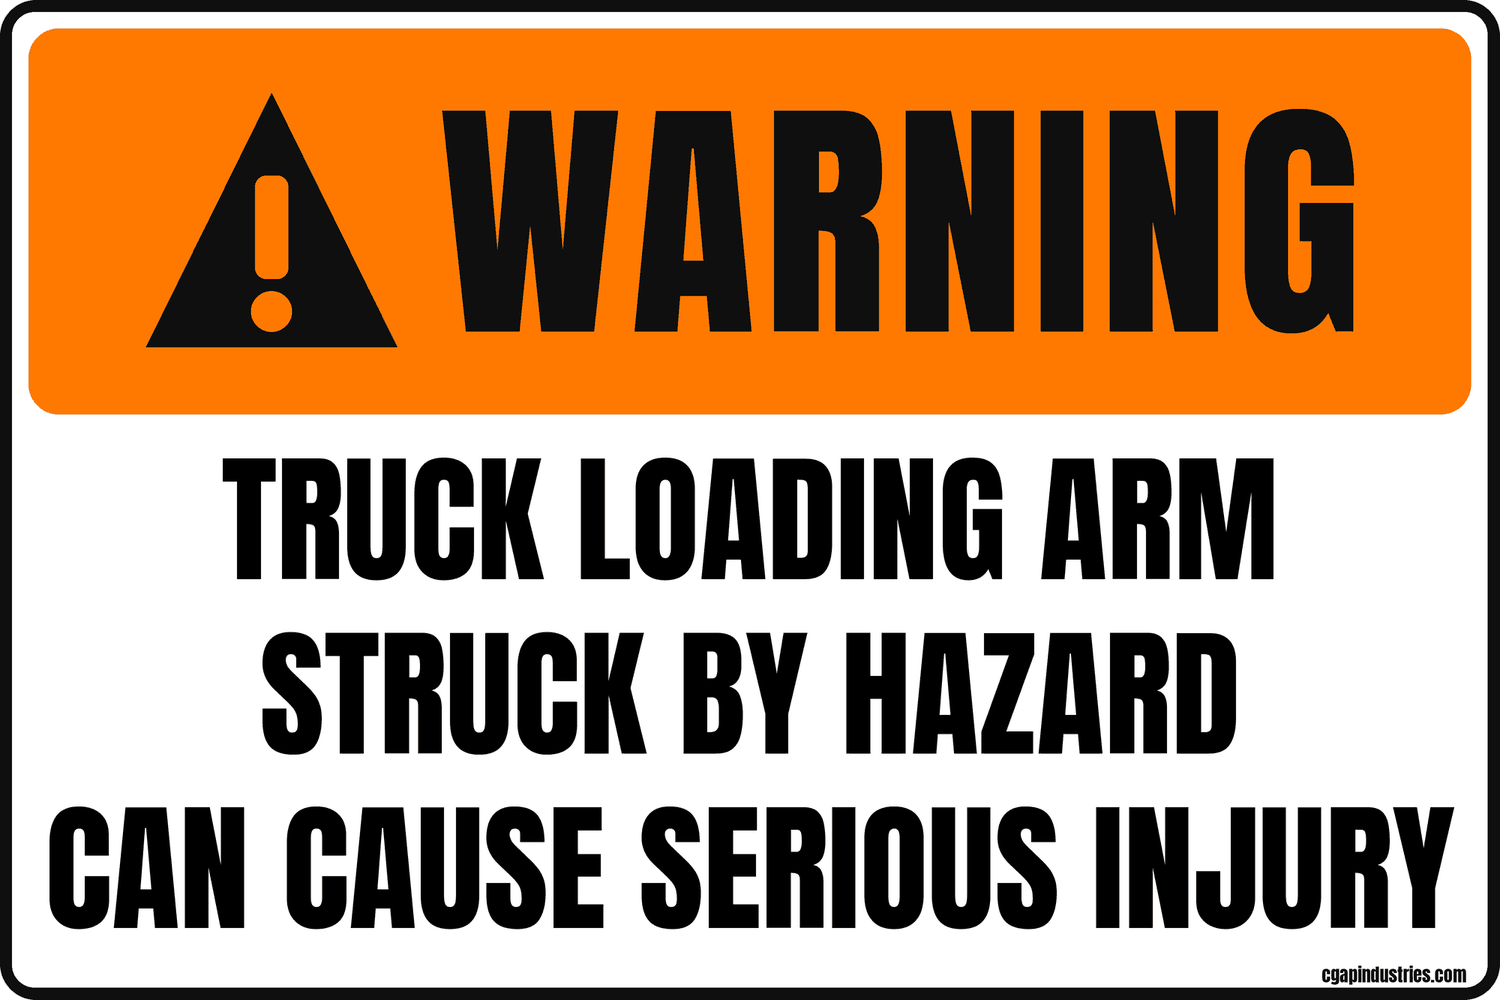 WARNING
TRUCK LOADING ARM
STRUCK BY HAZARD
CAN CAUSE SERIOUS INJURY
cgapindustries.com